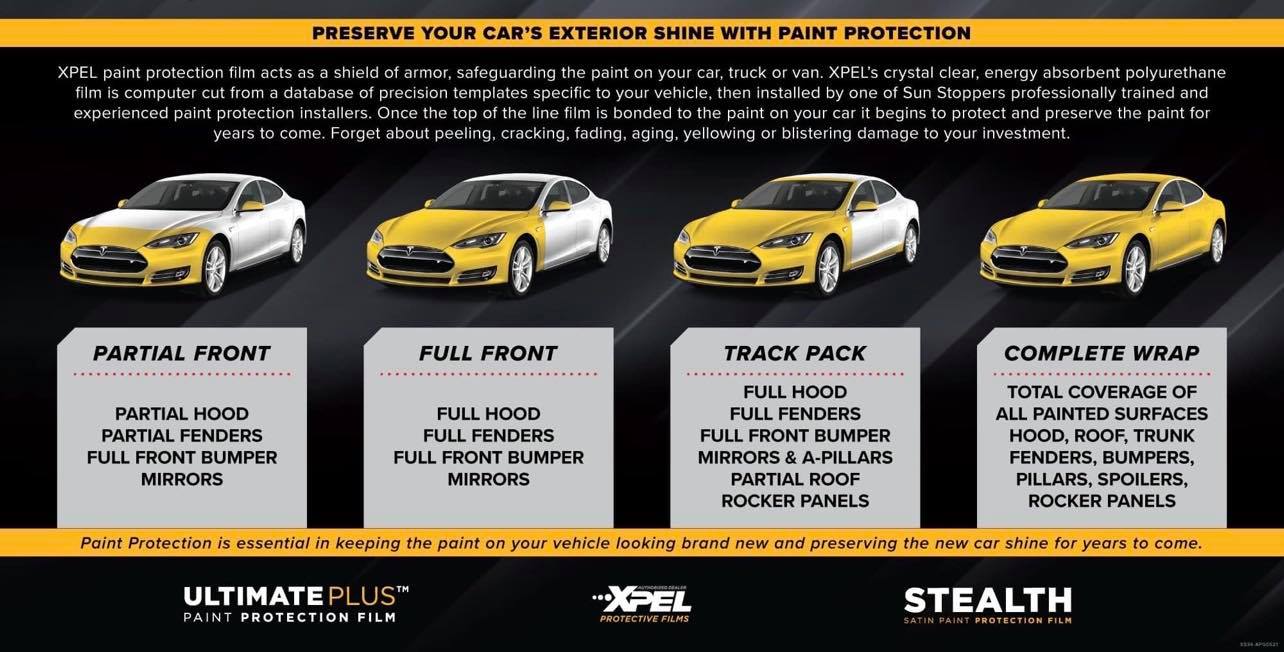 PRESERVE YOUR CAR'S EXTERIOR SHINE WITH PAINT PROTECTION
XPEL paint protection film acts as a shield of armor, safeguarding the paint on your car, truck or van. XPEL's crystal clear, energy absorbent polyurethane
film is computer cut from a database of precision templates specific to your vehicle, then installed by one of Sun Stoppers professionally trained and
experienced paint protection installers. Once the top of the line film is bonded to the paint on your car it begins to protect and preserve the paint for
years to come. Forget about peeling, cracking, fading, aging, yellowing or blistering damage to your investment.
PARTIAL FRONT
PARTIAL HOOD
PARTIAL FENDERS
FULL FRONT BUMPER
MIRRORS
FULL FRONT
FULL HOOD
FULL FENDERS
FULL FRONT BUMPER
MIRRORS
TRACK PACK
FULL HOOD
FULL FENDERS
FULL FRONT BUMPER
MIRRORS & A-PILLARS
PARTIAL ROOF
ROCKER PANELS
COMPLETE WRAP
TOTAL COVERAGE OF
ALL PAINTED SURFACES
HOOD, ROOF, TRUNK
FENDERS, BUMPERS,
PILLARS, SPOILERS,
ROCKER PANELS
Paint Protection is essential in keeping the paint on your vehicle looking brand new and preserving the new car shine for years to come.
ULTIMATE PLUS™
PAINT PROTECTION FILM
AUTHORIZED DEALER
XPEL
PROTECTIVE FILMS
STEALTH
SATIN PAINT PROTECTION FILM